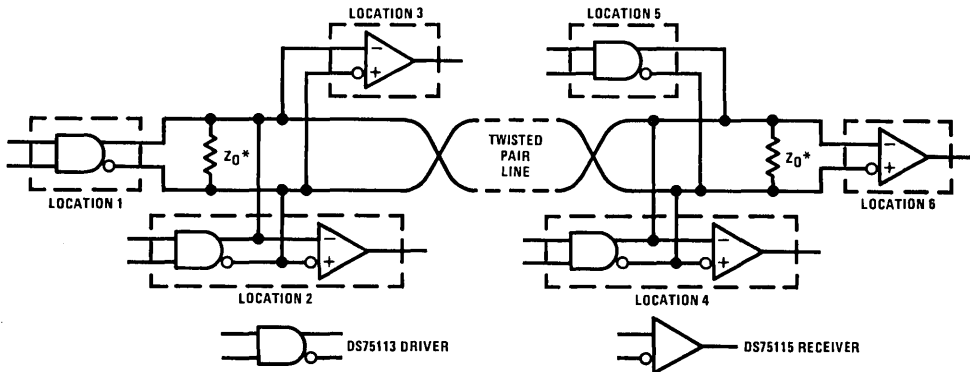 LOCATION 3
LOCATION 5
Z0*
TWISTED
PAIR
LINE
Z0*
LOCATION 1
LOCATION 6
LOCATION 2
LOCATION 4
DS75113 DRIVER
DS75115 RECEIVER
− +
− +
− +
− +